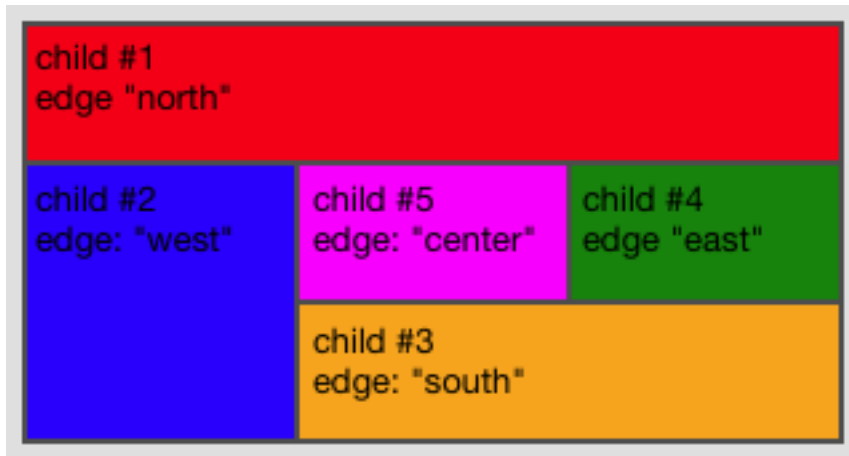 child #1
edge "north"
child #2
edge: "west"
child #5
edge: "center"
child #4
edge "east"
child #3
edge: "south"